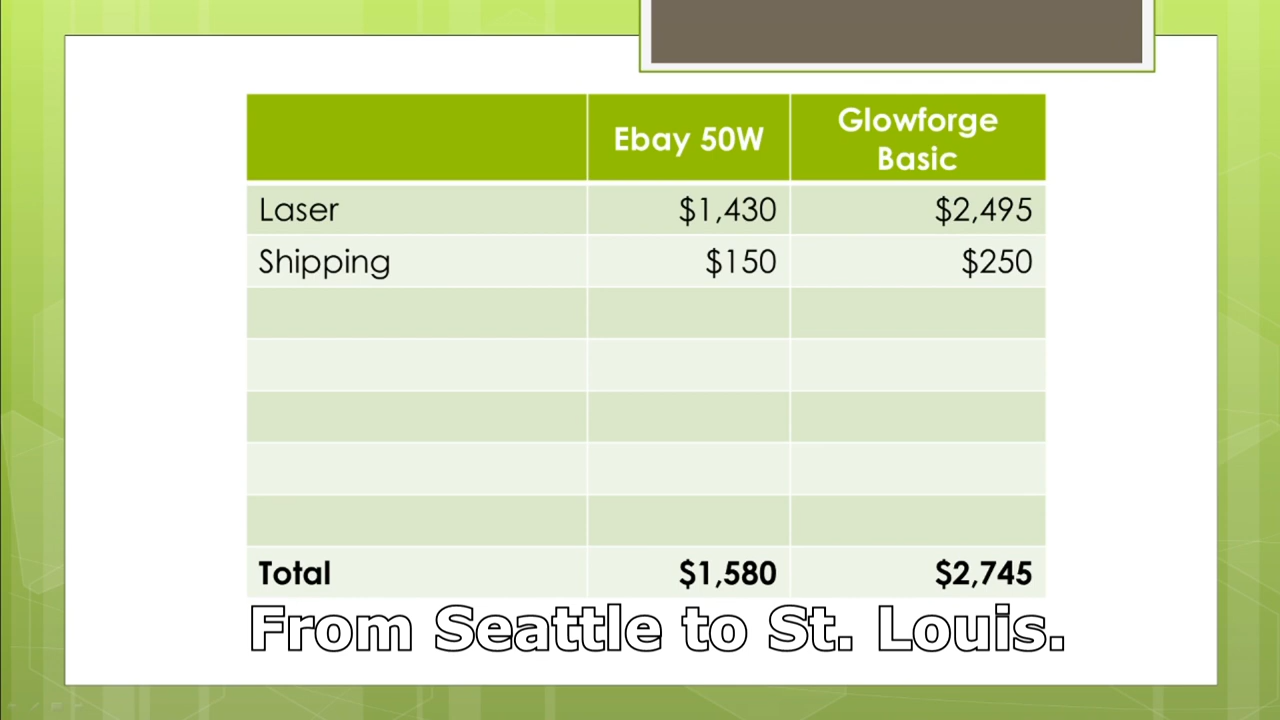 Ebay 50W Glowforge Basic
Laser $1,430 $2,495
Shipping $150 $250
Total $1,580 $2,745
From Seattle to St. Louis.